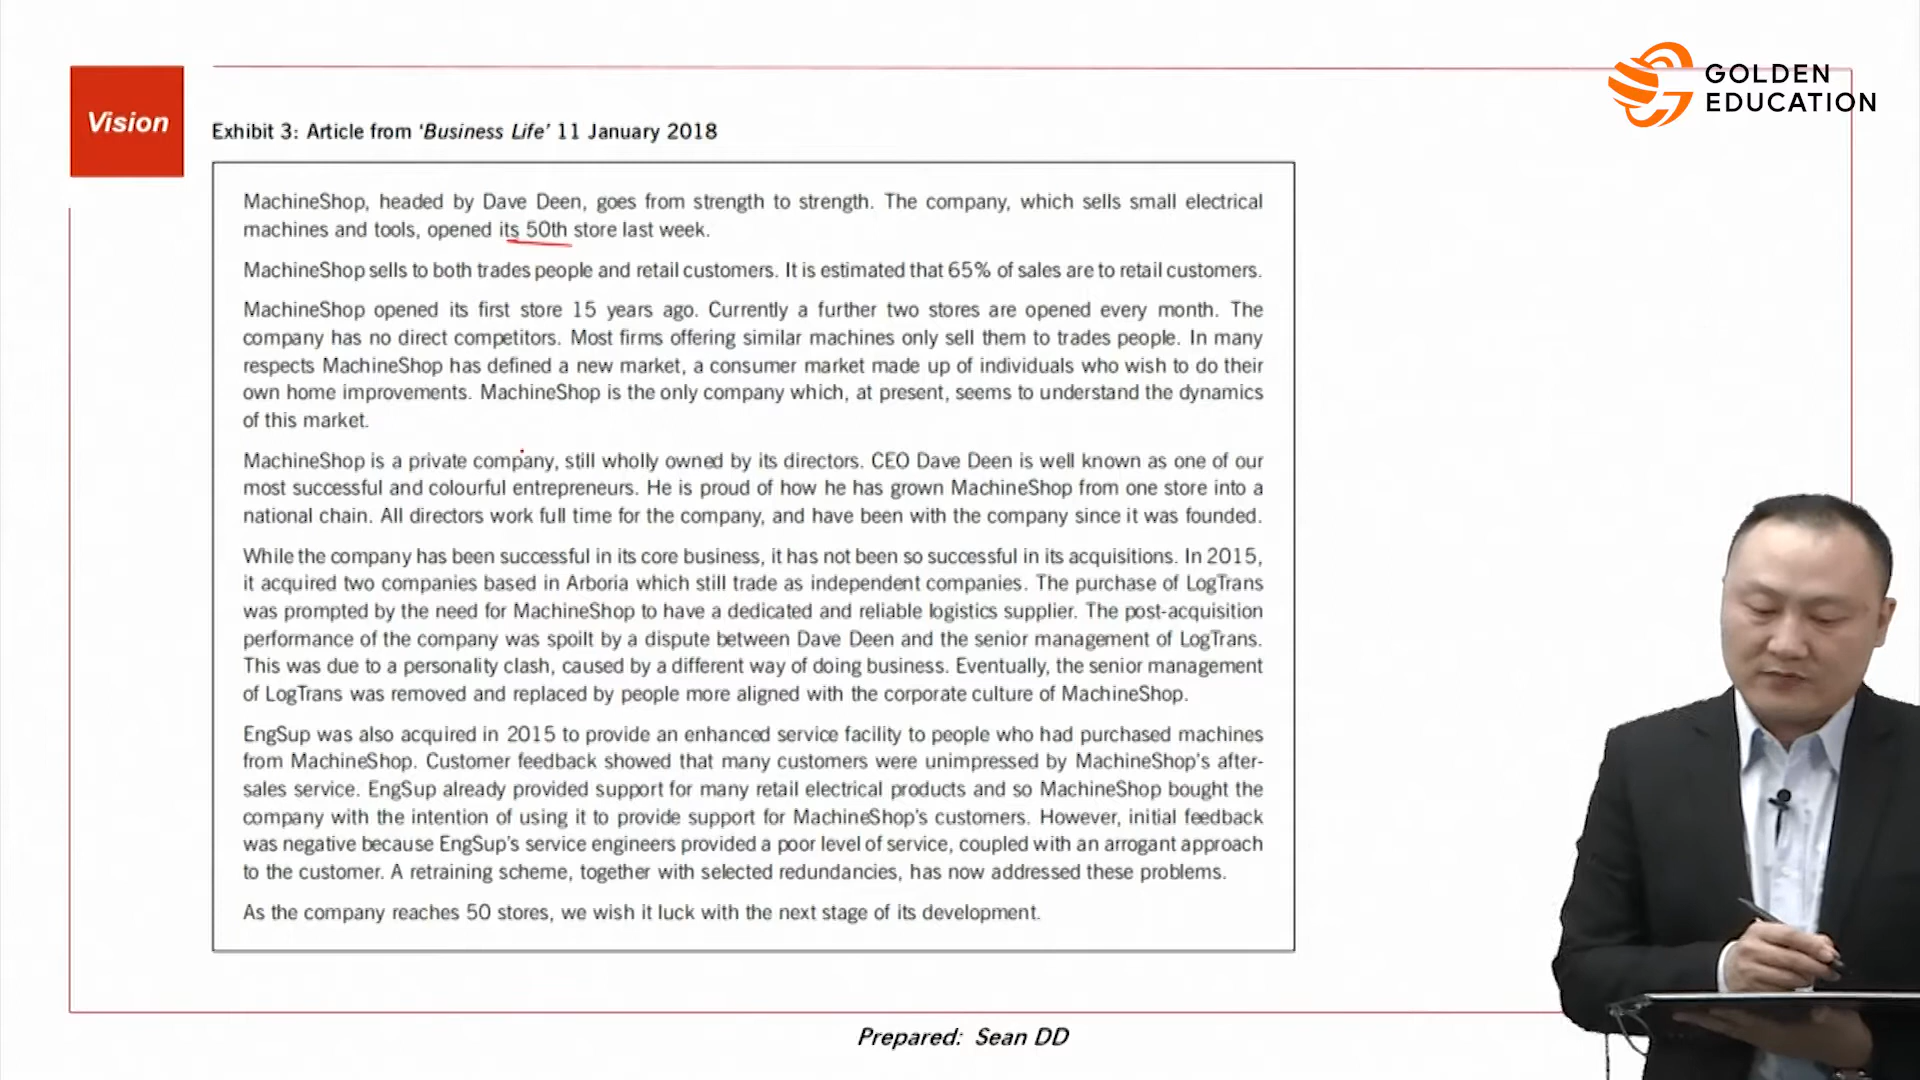 GOLDEN
EDUCATION
Vision
Exhibit 3: Article from 'Business Life' 11 January 2018
MachineShop, headed by Dave Deen, goes from strength to strength. The company, which sells small electrical
machines and tools, opened its 50th store last week.
MachineShop sells to both trades people and retail customers. It is estimated that 65% of sales are to retail customers.
MachineShop opened its first store 15 years ago. Currently a further two stores are opened every month. The
company has no direct competitors. Most firms offering similar machines only sell them to trades people. In many
respects MachineShop has defined a new market, a consumer market made up of individuals who wish to do their
own home improvements. MachineShop is the only company which, at present, seems to understand the dynamics
of this market.
MachineShop is a private company, still wholly owned by its directors. CEO Dave Deen is well known as one of our
most successful and colourful entrepreneurs. He is proud of how he has grown MachineShop from one store into a
national chain. All directors work full time for the company, and have been with the company since it was founded.
While the company has been successful in its core business, it has not been so successful in its acquisitions. In 2015,
it acquired two companies based in Arboria which still trade as independent companies. The purchase of LogTrans
was prompted by the need for MachineShop to have a dedicated and reliable logistics supplier. The post-acquisition
performance of the company was spoilt by a dispute between Dave Deen and the senior management of LogTrans.
This was due to a personality clash, caused by a different way of doing business. Eventually, the senior management
of LogTrans was removed and replaced by people more aligned with the corporate culture of MachineShop.
EngSup was also acquired in 2015 to provide an enhanced service facility to people who had purchased machines
from MachineShop. Customer feedback showed that many customers were unimpressed by MachineShop's after-
sales service. EngSup already provided support for many retail electrical products and so MachineShop bought the
company with the intention of using it to provide support for MachineShop's customers. However, initial feedback
was negative because EngSup's service engineers provided a poor level of service, coupled with an arrogant approach
to the customer. A retraining scheme, together with selected redundancies, has now addressed these problems.
As the company reaches 50 stores, we wish it luck with the next stage of its development.
Prepared: Sean DD